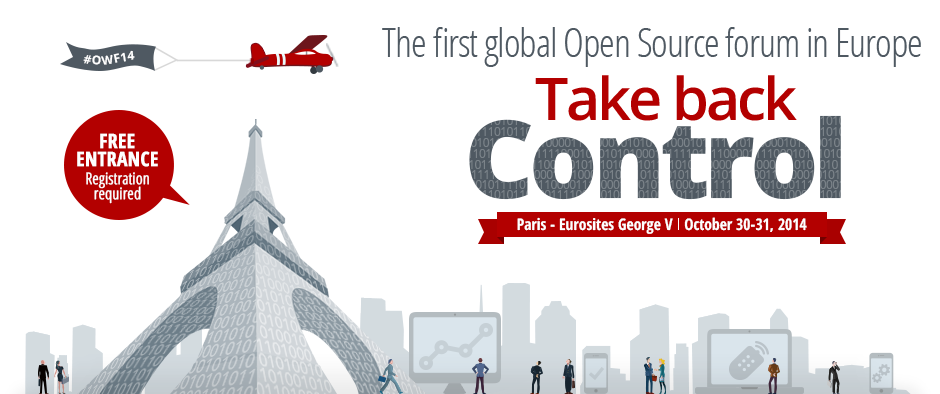 #OWF14
The first global Open Source forum in Europe
Take back
Control
FREE
ENTRANCE
Registration
required
Paris - Eurosites George V | October 30-31, 2014